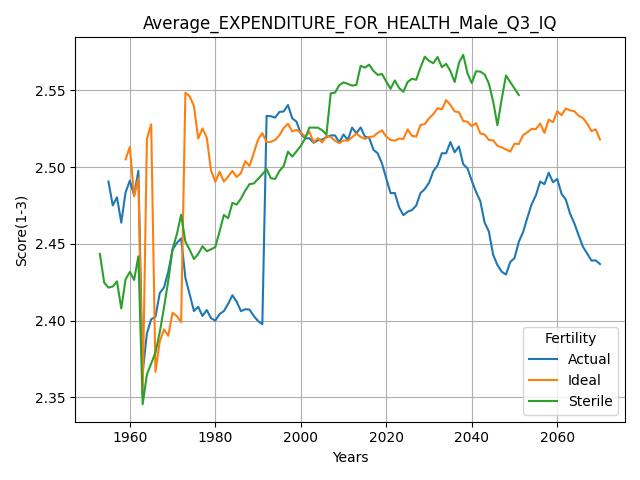 Average_EXPENDITURE_FOR_HEALTH_Male_Q3_IQ
Score(1-3)
2.55
2.50
2.45
2.40
2.35
1960 1980 2000 2020 2040 2060
Years
Fertility
Actual
Ideal
Sterile